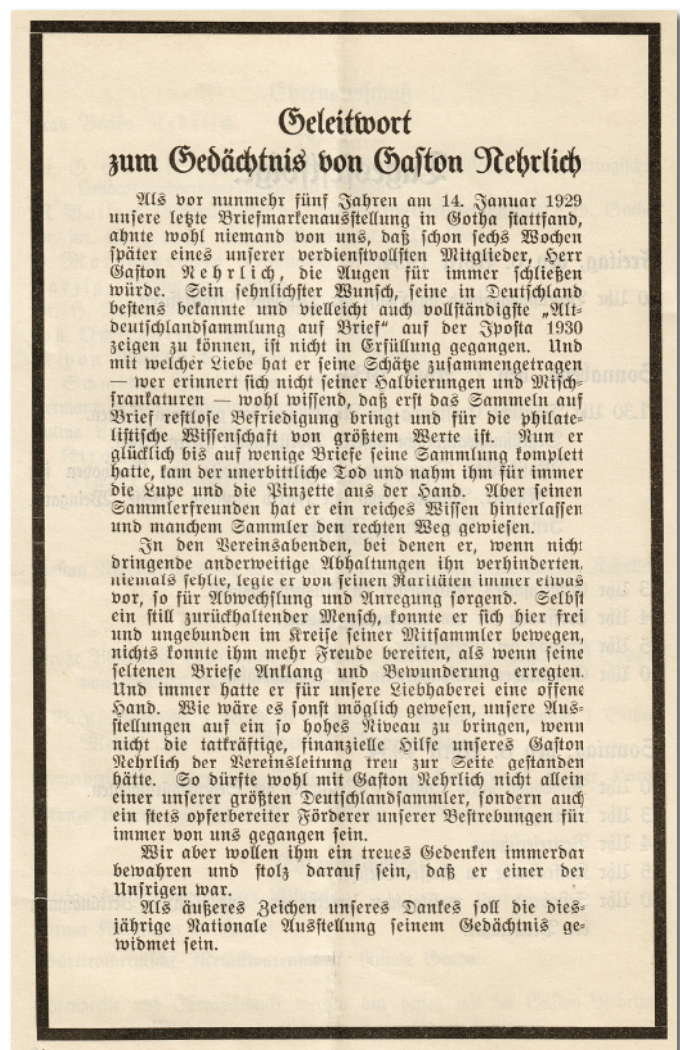 Geleitwort
zum Gedächtnis von Gaston Nehrlich
Als vor nunmehr fünf Jahren am 14. Januar 1929
unsere letzte Briefmarkenausstellung in Gotha stattfand,
ahnte wohl niemand von uns, daß schon sechs Wochen
später eines unserer verdienstvollsten Mitglieder, Herr
Gaston Nehrlich, die Augen für immer schließen
würde. Sein sehnlichster Wunsch, seine in Deutschland
bestens bekannte und vielleicht auch vollständigste „Alt-
deutschlandsammlung auf Brief“ auf der Iposta 1930
zeigen zu können, ist nicht in Erfüllung gegangen. Und
mit welcher Liebe hat er seine Schätze zusammengetragen
— wer erinnert sich nicht seiner Halbierungen und Misch-
frankaturen — wohl wissend, daß erst das Sammeln auf
Brief restlose Befriedigung bringt und für die philate-
listische Wissenschaft von größtem Werte ist. Nun er
glücklich bis auf wenige Briefe seine Sammlung komplett
hatte, kam der unerbittliche Tod und nahm ihm für immer
die Lupe und die Pinzette aus der Hand. Aber seinen
Sammlerfreunden hat er ein reiches Wissen hinterlassen
und manchem Sammler den rechten Weg gewiesen.
In den Vereinsabenden, bei denen er, wenn nicht
dringende anderweitige Abhaltungen ihn verhinderten,
niemals fehlte, legte er von seinen Raritäten immer etwas
vor, so für Abwechslung und Anregung sorgend. Selbst
ein still zurückhaltender Mensch, konnte er sich hier frei
und ungebunden im Kreise seiner Mitsammler bewegen,
nichts konnte ihm mehr Freude bereiten, als wenn seine
seltenen Briefe Anklang und Bewunderung erregten.
Und immer hatte er für unsere Liebhaberei eine offene
Hand. Wie wäre es sonst möglich gewesen, unsere Aus-
stellungen auf ein so hohes Niveau zu bringen, wenn
nicht die tatkräftige, finanzielle Hilfe unseres Gaston
Nehrlich der Vereinsleitung treu zur Seite gestanden
hätte. So dürfte wohl mit Gaston Nehrlich nicht allein
einer unserer größten Deutschlandsammler, sondern auch
ein stets opferbereiter Förderer unserer Bestrebungen für
immer von uns gegangen sein.
Wir aber wollen ihm ein treues Gedenken immerdar
bewahren und stolz darauf sein, daß er einer der
Unsrigen war.
Als äußeres Zeichen unseres Dankes soll die dies-
jährige Nationale Ausstellung seinem Gedächtnis ge-
widmet sein.